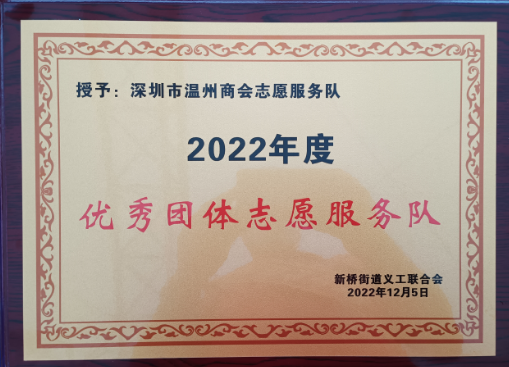 授予：深圳市温州商会志愿服务队
2022年度
优秀团体志愿服务队
新桥街道义工联合会
2022年12月5日